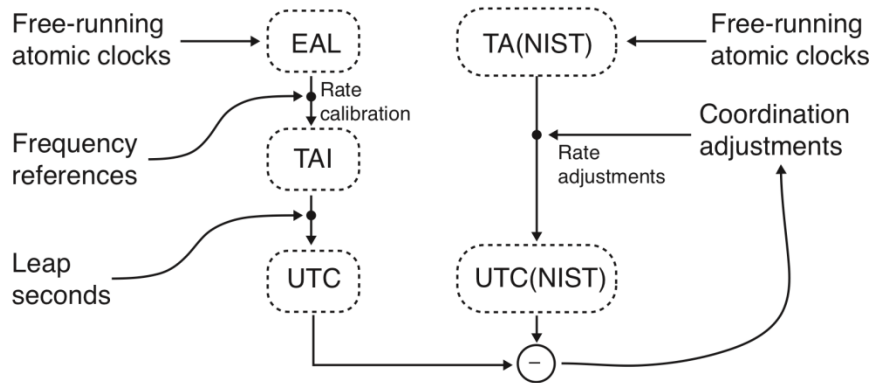 Free-running
atomic clocks
EAL
TA(NIST)
Free-running
atomic clocks
Rate
calibration
Frequency
references
TAI
Rate
adjustments
Coordination
adjustments
Leap
seconds
UTC
UTC(NIST)
−